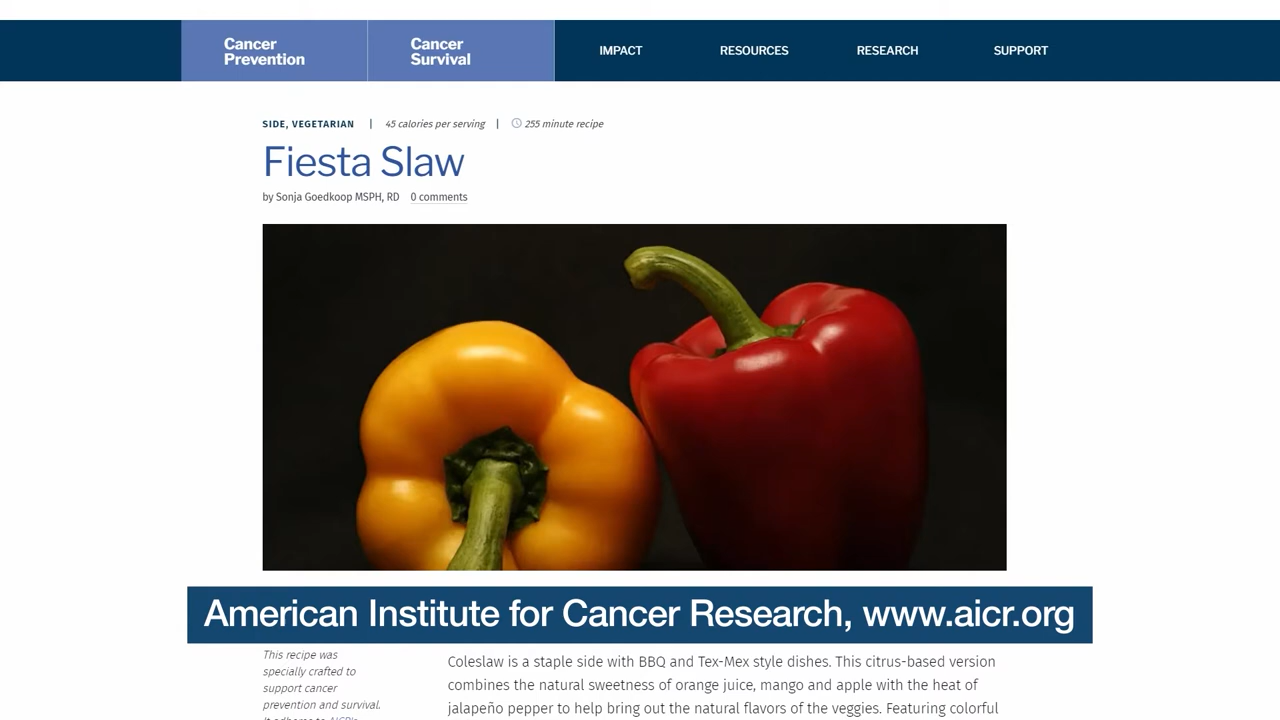 Cancer
Prevention
Cancer
Survival
IMPACT
RESOURCES
RESEARCH
SUPPORT
SIDE, VEGETARIAN | 45 calories per serving | 255 minute recipe
Fiesta Slaw
by Sonja Goedkoop MSPH, RD 0 comments
American Institute for Cancer Research, www.aicr.org
This recipe was
specially crafted to
support cancer
prevention and survival.
It adheres to AICR's
Coleslaw is a staple side with BBQ and Tex-Mex style dishes. This citrus-based version
combines the natural sweetness of orange juice, mango and apple with the heat of
jalapeño pepper to help bring out the natural flavors of the veggies. Featuring colorful